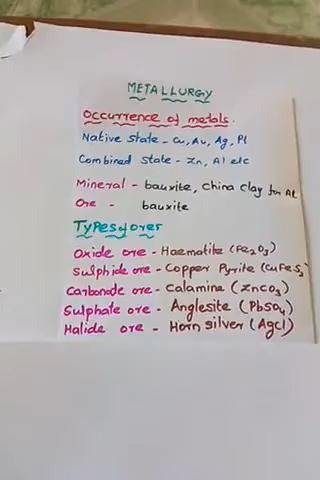 METALLURGY
Occurrence of metals.
Native state - Cu, Au, Ag, Pt
Combined state - Zn, Al etc
Mineral - bauxite, China clay for Al
Ore - bauxite
Types of ores
Oxide ore - Haematite (Fe₂O₃)
Sulphide ore - Copper Pyrite (CuFeS₂
Carbonate ore - Calamine (ZnCO₃)
Sulphate ore - Anglesite (PbSO₄)
Halide ore - Horn silver (AgCl)